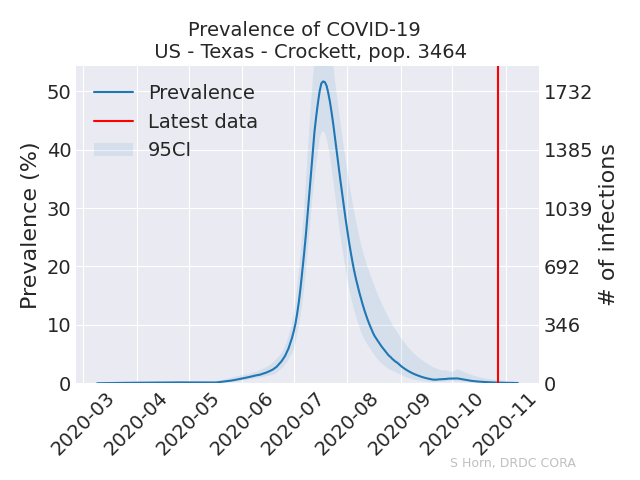 Prevalence of COVID-19
US - Texas - Crockett, pop. 3464
Prevalence
Latest data
95CI
Prevalence (%)
50
40
30
20
10
0
1732
1385
1039
692
346
0
# of infections
2020-03
2020-04
2020-05
2020-06
2020-07
2020-08
2020-09
2020-10
2020-11
S Horn, DRDC CORA